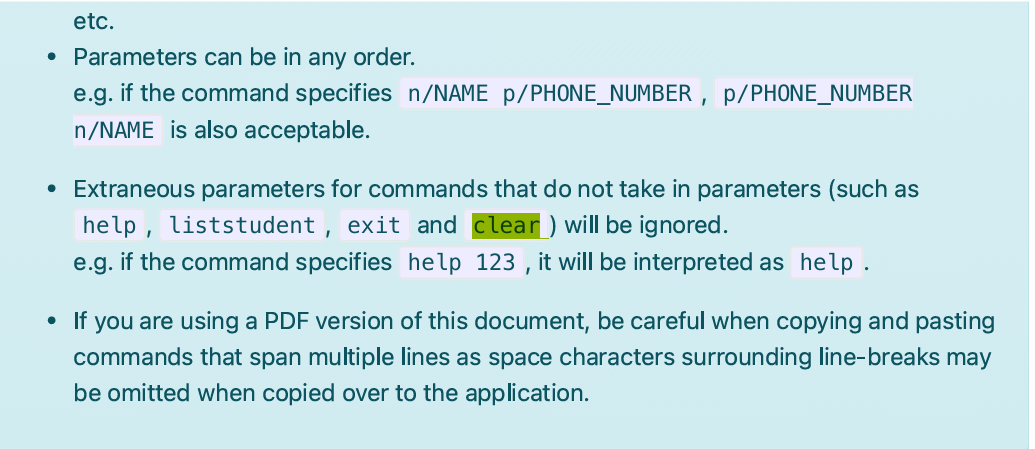 etc.
• Parameters can be in any order.
e.g. if the command specifies n/NAME p/PHONE_NUMBER, p/PHONE_NUMBER
n/NAME is also acceptable.
• Extraneous parameters for commands that do not take in parameters (such as
help, liststudent, exit and clear ) will be ignored.
e.g. if the command specifies help 123, it will be interpreted as help.
• If you are using a PDF version of this document, be careful when copying and pasting
commands that span multiple lines as space characters surrounding line-breaks may
be omitted when copied over to the application.